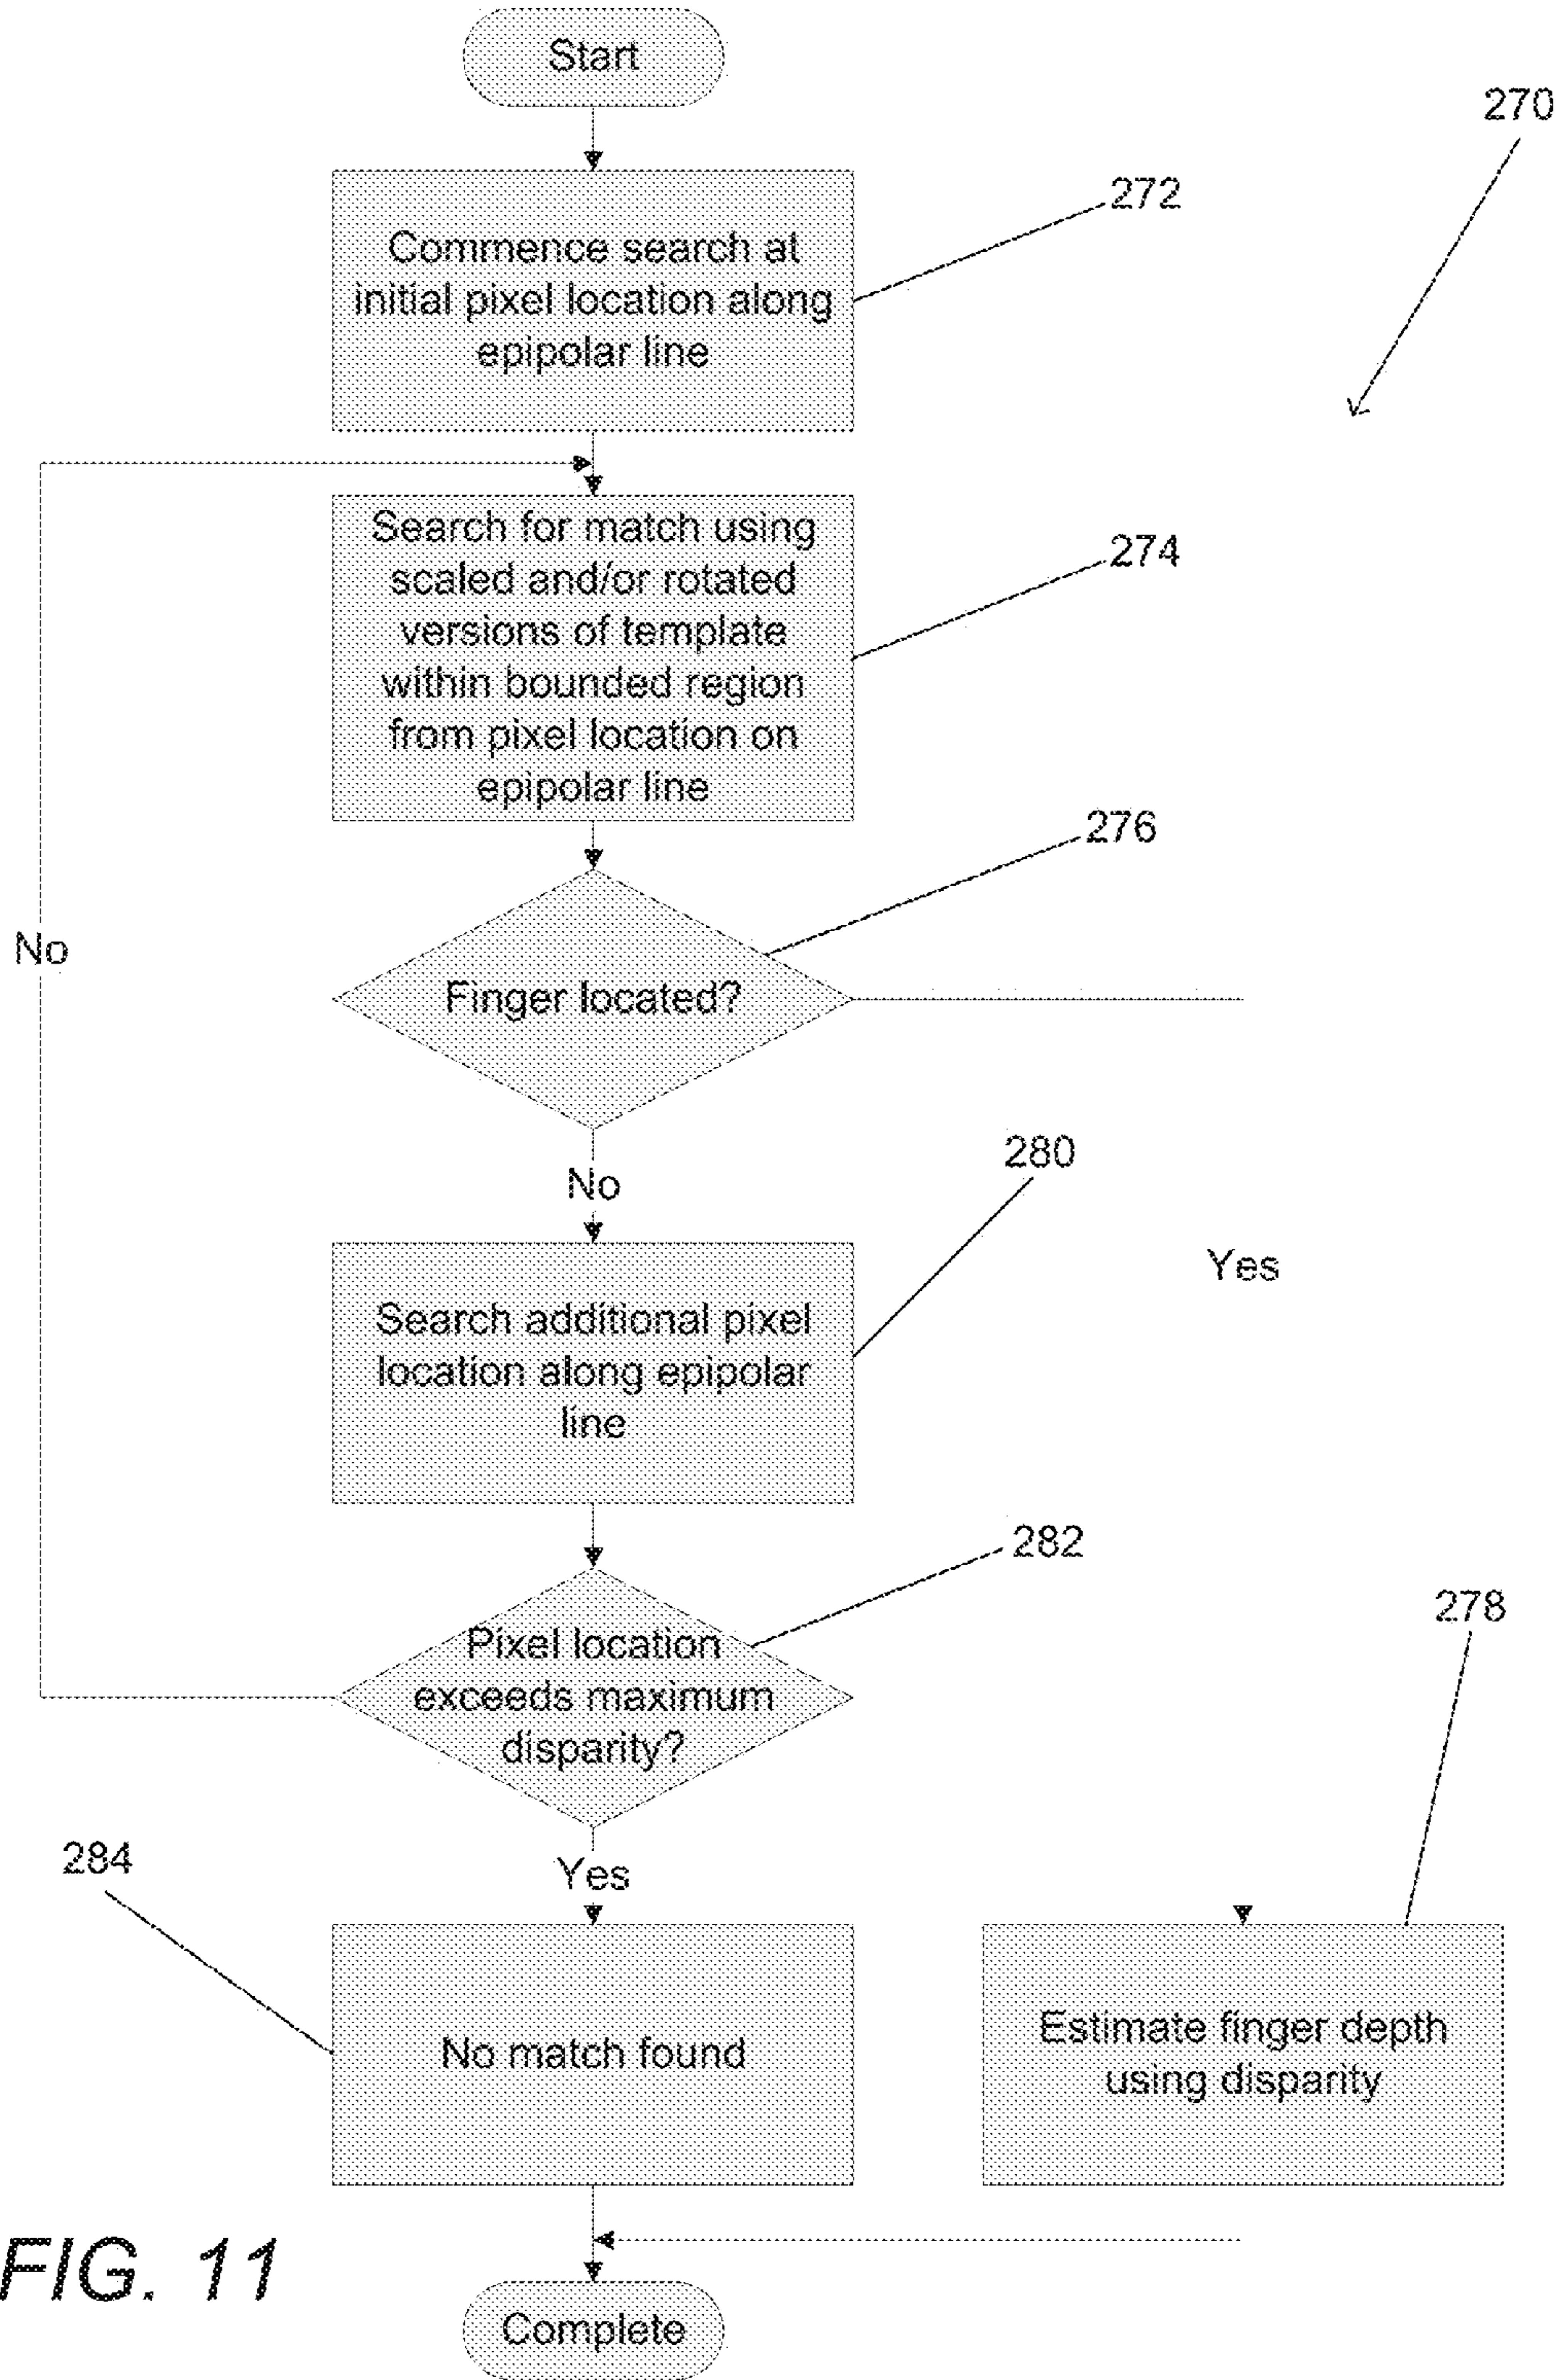 Start
270
272
Commence search at
initial pixel location along
epipolar line
Search for match using
scaled and/or rotated
versions of template
within bounded region
from pixel location on
epipolar line
274
276
No
Finger located?
No
280
Yes
Search additional pixel
location along epipolar
line
282
278
Pixel location
exceeds maximum
disparity?
284
Yes
No match found
Estimate finger depth
using disparity
FIG. 11
Complete